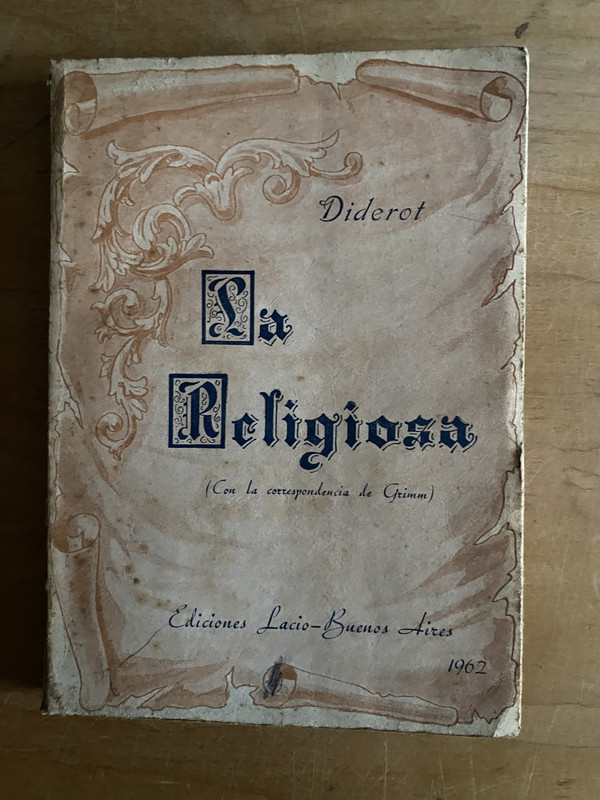 Diderot
La
Religiosa
(Con la correspondencia de Grimm)
Ediciones Lacio-Buenos Aires
1962